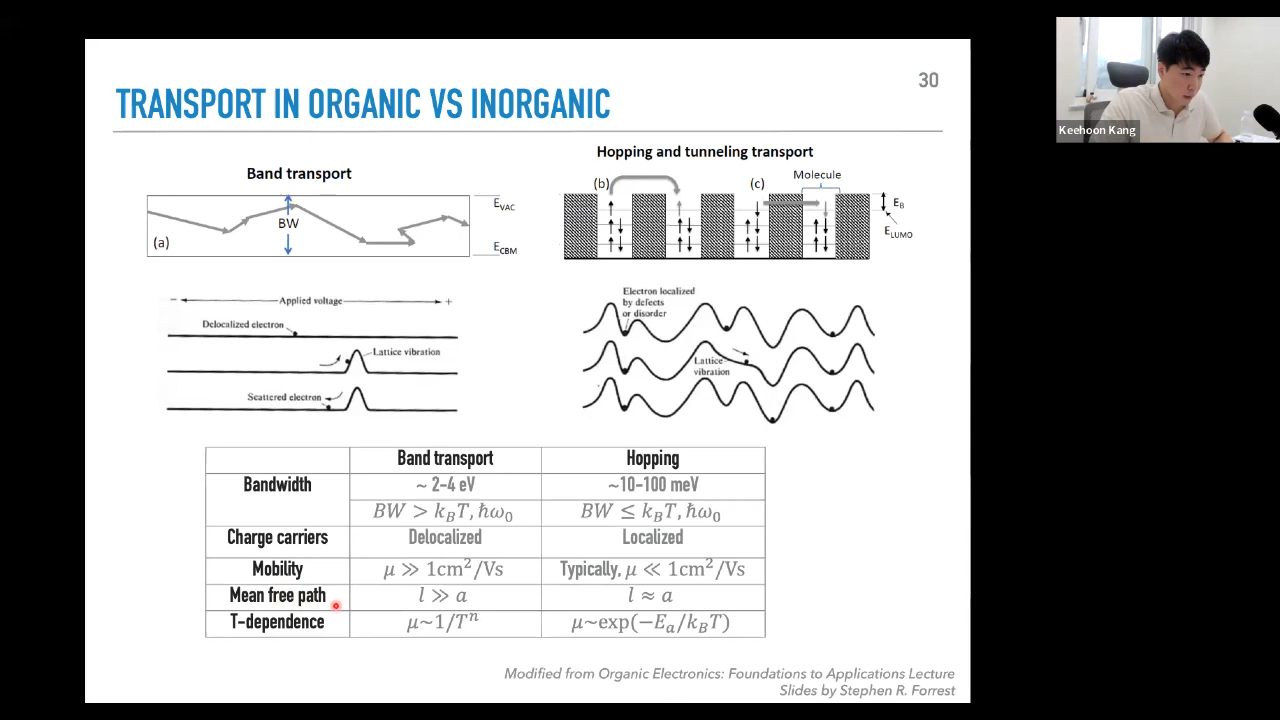 30
Keehoon Kang
TRANSPORT IN ORGANIC VS INORGANIC
Band transport
E_VAC
BW
(a)
E_CBM
Hopping and tunneling transport
(b)
(c)
Molecule
E_B
E_LUMO
− Applied voltage +
Delocalized electron
Lattice vibration
Scattered electron
Electron localized
by defects
or disorder
Lattice
vibration
Band transport Hopping
Bandwidth ~ 2-4 eV ~10-100 meV
BW > k_BT, ħω_0 BW ≤ k_BT, ħω_0
Charge carriers Delocalized Localized
Mobility μ ≫ 1cm²/Vs Typically, μ ≪ 1cm²/Vs
Mean free path l ≫ a l ≈ a
T-dependence μ~1/Tⁿ μ~exp(−E_a/k_BT)
Modified from Organic Electronics: Foundations to Applications Lecture
Slides by Stephen R. Forrest